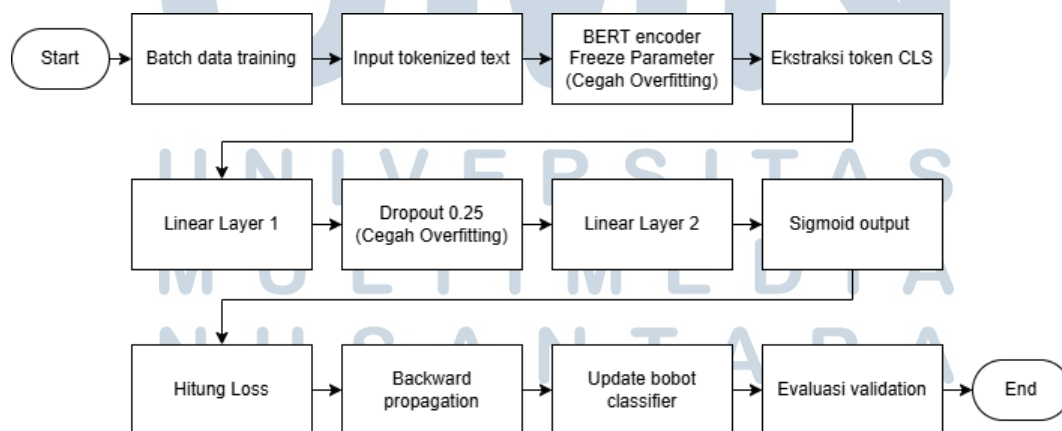 UMN
Start
Batch data training
Input tokenized text
BERT encoder
Freeze Parameter
(Cegah Overfitting)
Ekstraksi token CLS
UNIVERSITAS
Linear Layer 1
Dropout 0.25
(Cegah Overfitting)
Linear Layer 2
Sigmoid output
MULTIMEDIA
NUSANTARA
Hitung Loss
Backward
propagation
Update bobot
classifier
Evaluasi validation
End